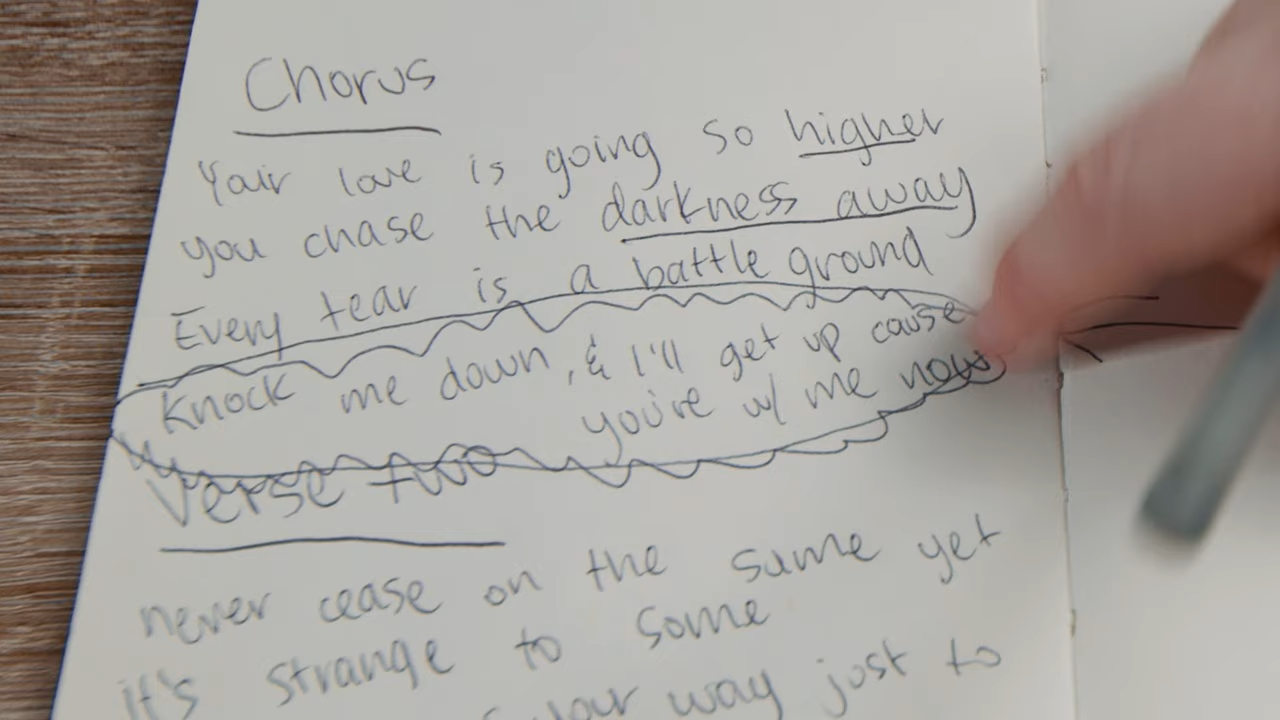 Chorus
Your love is going so higher
you chase the darkness away
Every tear is a battle ground
Knock me down, & I'll get up cause
you're w/ me now
Verse two
never cease on the same yet
it's strange to some
your way just to